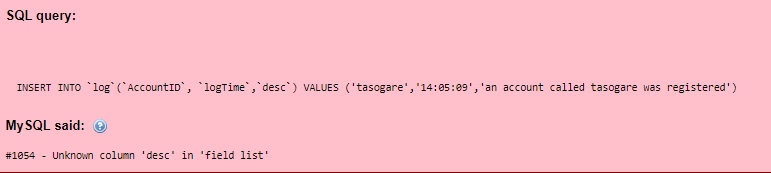 SQL query:
INSERT INTO `log`(`AccountID`, `logTime`,`desc`) VALUES ('tasogare','14:05:09','an account called tasogare was registered')
MySQL said:
#1054 - Unknown column 'desc' in 'field list'